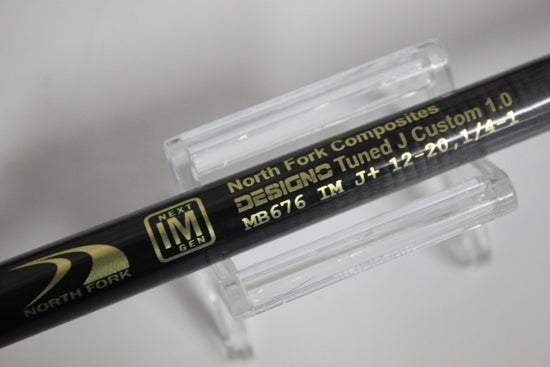 NORTH FORK
NEXT
IM
GEN
North Fork Composites
DESIGNO Tuned J Custom 1.0
MB676 IM J+ 12-20,1/4-1